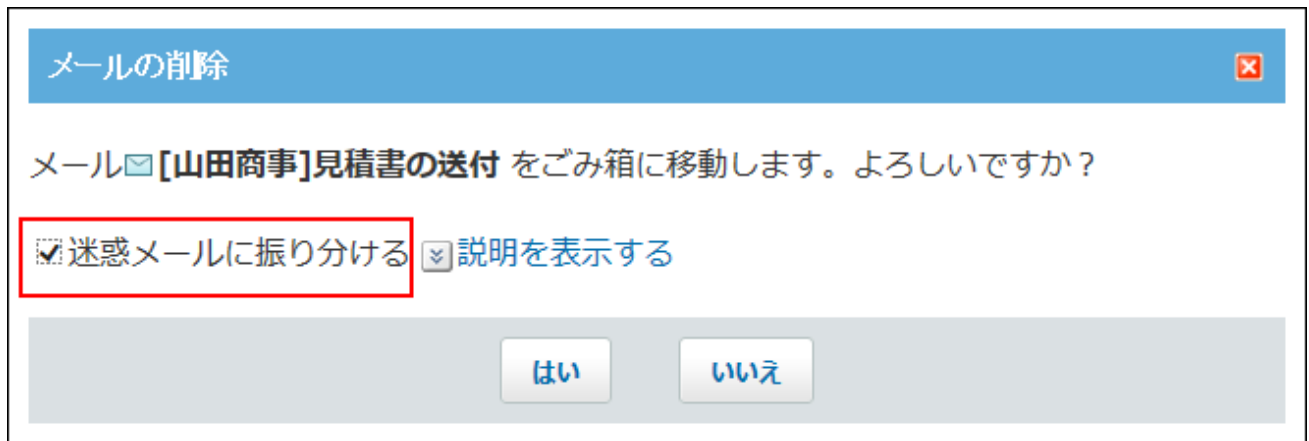 メールの削除
メール[山田商事]見積書の送付 をごみ箱に移動します。よろしいですか？
迷惑メールに振り分ける 説明を表示する
はい いいえ